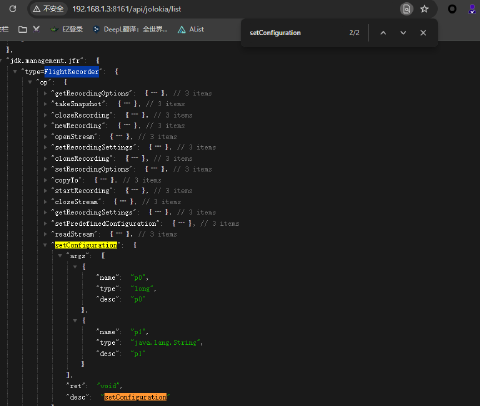 不安全 192.168.1.3:8161/api/jolokia/list
EZ登录 DeepL翻译:全世界... AList
setConfiguration 2/2
},
"jdk.management.jfr": {
"type=FlightRecorder": {
"op": {
"getRecordingOptions": { … }, // 3 items
"takeSnapshot": { … }, // 3 items
"closeRecording": { … }, // 3 items
"newRecording": { … }, // 3 items
"openStream": { … }, // 3 items
"setRecordingSettings": { … }, // 3 items
"cloneRecording": { … }, // 3 items
"setRecordingOptions": { … }, // 3 items
"copyTo": { … }, // 3 items
"startRecording": { … }, // 3 items
"closeStream": { … }, // 3 items
"getRecordingSettings": { … }, // 3 items
"setPredefinedConfiguration": { … }, // 3 items
"readStream": { … }, // 3 items
"setConfiguration": {
"args": [
{
"name": "p0",
"type": "long",
"desc": "p0"
},
{
"name": "p1",
"type": "java.lang.String",
"desc": "p1"
}
],
"ret": "void",
"desc": "setConfiguration"